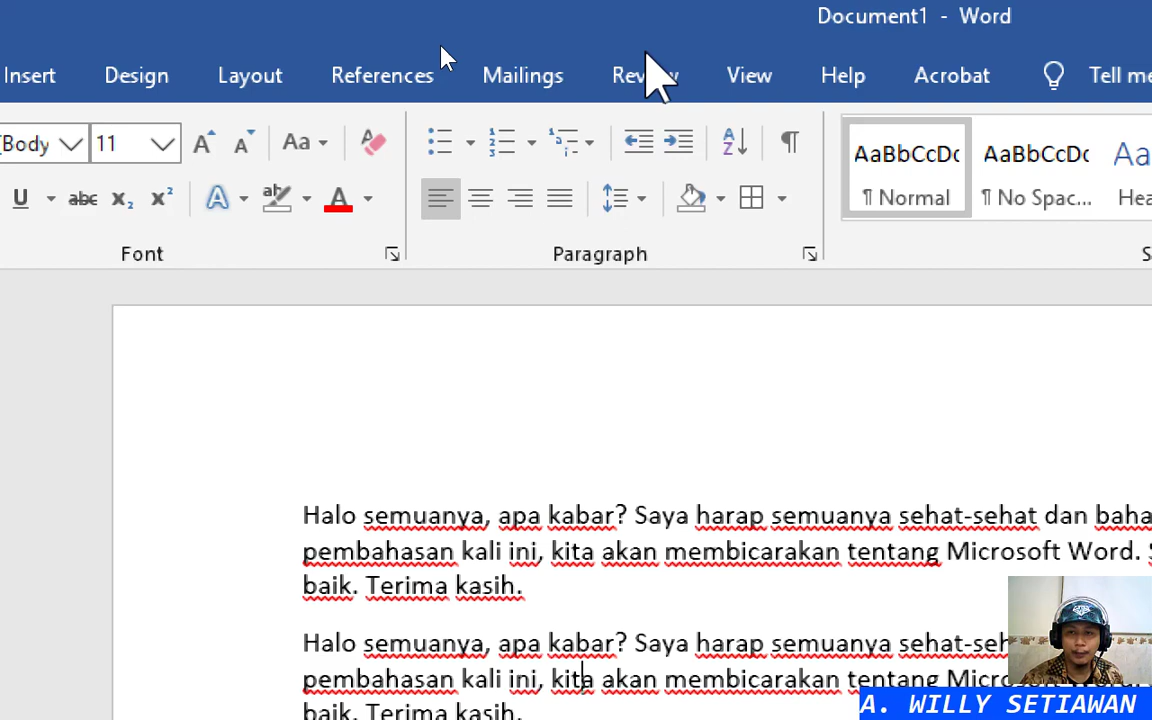 Document1 - Word
Insert Design Layout References Mailings View Help Acrobat Tell me
[Body 11 Aa AaBbCcDc AaBbCcDc
U abc x₂ x² A ab A ¶ Normal ¶ No Spac...
Font Paragraph
Halo semuanya, apa kabar? Saya harap semuanya sehat-sehat dan baha
pembahasan kali ini, kita akan membicarakan tentang Microsoft Word.
baik. Terima kasih.
Halo semuanya, apa kabar? Saya harap semuanya sehat-seh
pembahasan kali ini, kita akan membicarakan tentang
baik. Terima kasih.
A. WILLY SETIAWAN